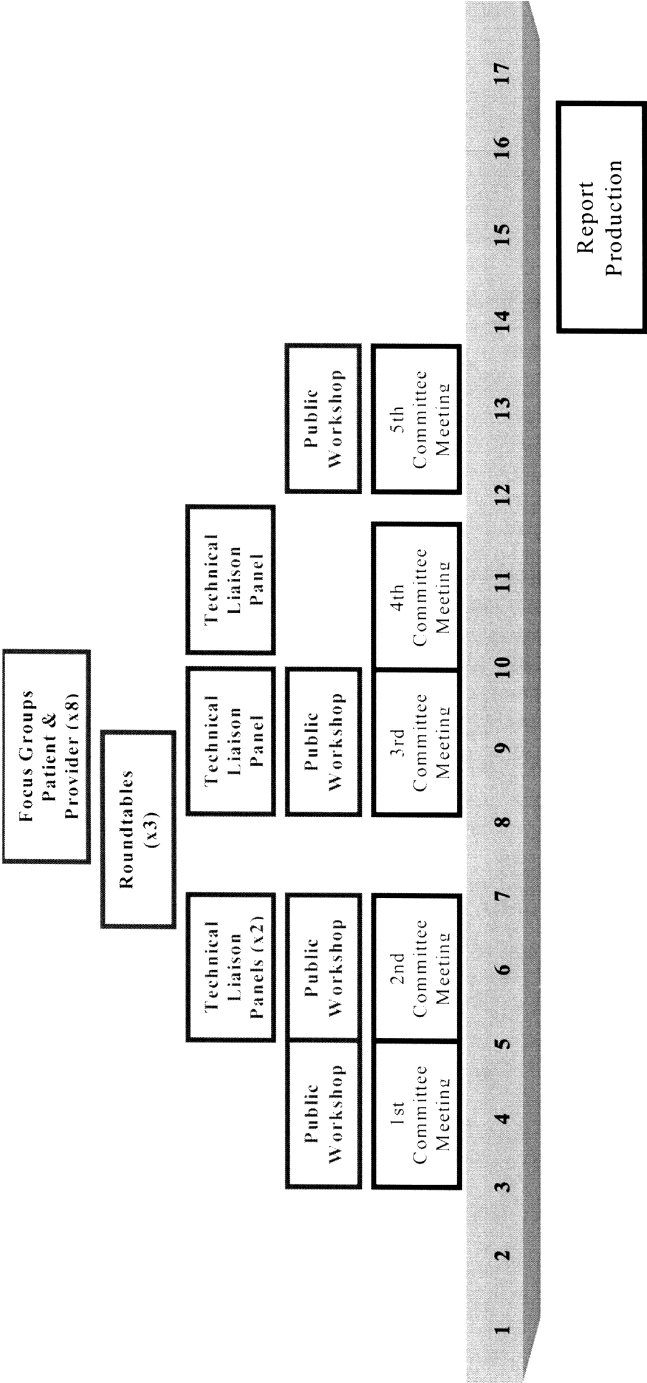 Focus Groups
Patient &
Provider (x8)
Roundtables
(x3)
Technical
Liaison
Panels (x2)
Technical
Liaison
Panel
Technical
Liaison
Panel
Public
Workshop
Public
Workshop
Public
Workshop
Public
Workshop
1st
Committee
Meeting
2nd
Committee
Meeting
3rd
Committee
Meeting
4th
Committee
Meeting
5th
Committee
Meeting
1 2 3 4 5 6 7 8 9 10 11 12 13 14 15 16 17
Report
Production